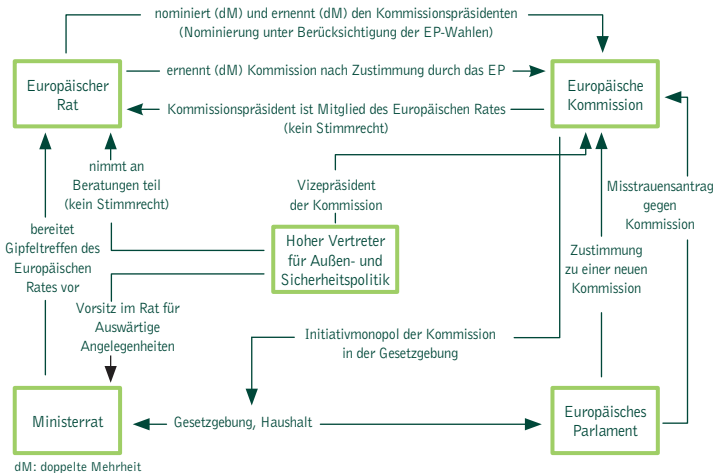 nominiert (dM) und ernennt (dM) den Kommissionspräsidenten
(Nominierung unter Berücksichtigung der EP-Wahlen)
Europäischer
Rat
ernennt (dM) Kommission nach Zustimmung durch das EP
Kommissionspräsident ist Mitglied des Europäischen Rates
(kein Stimmrecht)
Europäische
Kommission
nimmt an
Beratungen teil
(kein Stimmrecht)
Vizepräsident
der Kommission
Misstrauensantrag
gegen
Kommission
bereitet
Gipfeltreffen des
Europäischen
Rates vor
Hoher Vertreter
für Außen- und
Sicherheitspolitik
Zustimmung
zu einer neuen
Kommission
Vorsitz im Rat für
Auswärtige
Angelegenheiten
Initiativmonopol der Kommission
in der Gesetzgebung
Ministerrat
Gesetzgebung, Haushalt
Europäisches
Parlament
dM: doppelte Mehrheit